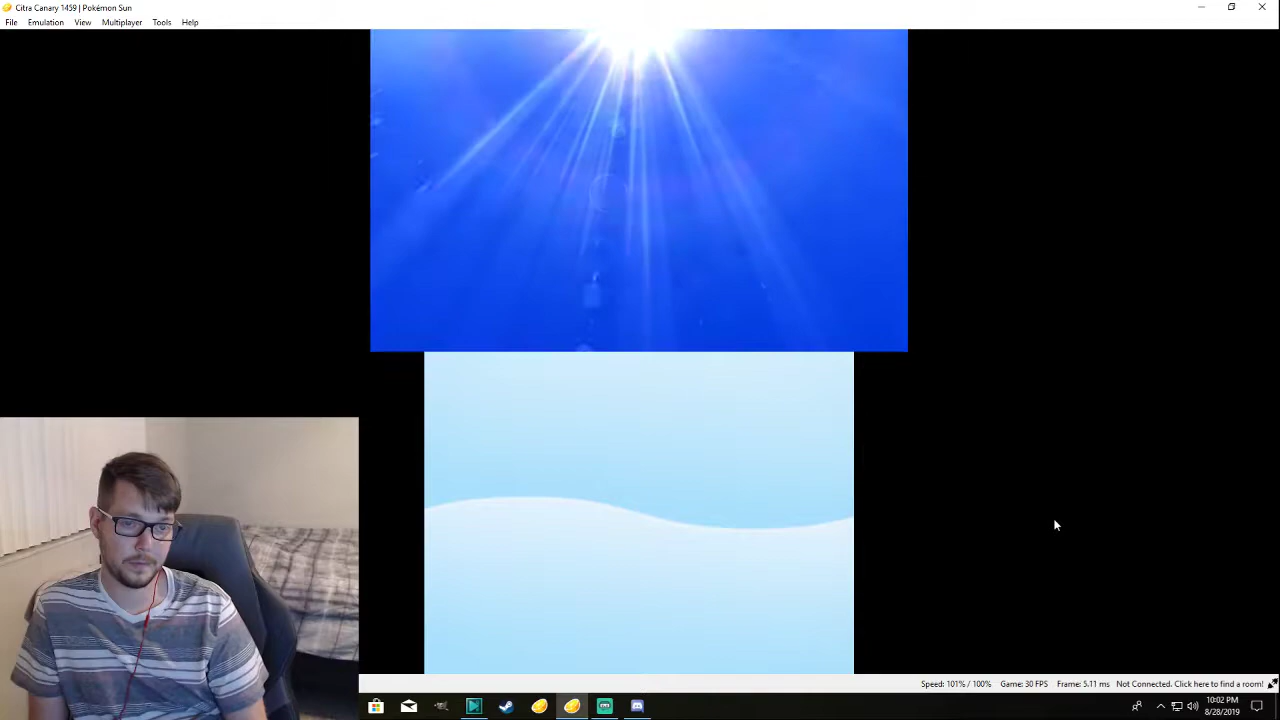 Citra Canary 1459 | Pokémon Sun
File Emulation View Multiplayer Tools Help
Speed: 101% / 100% Game: 30 FPS Frame: 5.11 ms Not Connected. Click here to find a room!
10:02 PM
8/28/2019